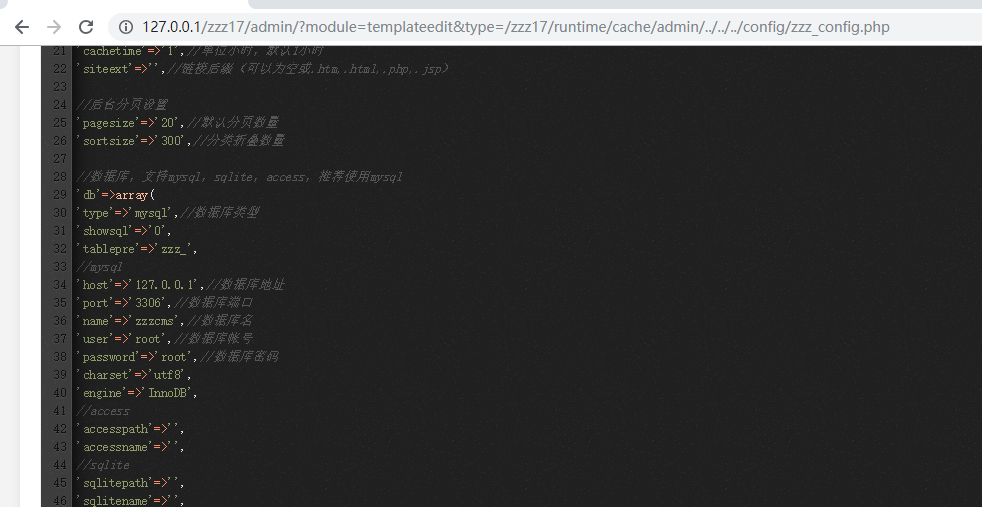 127.0.0.1/zzz17/admin/?module=templateedit&type=/zzz17/runtime/cache/admin/../../../config/zzz_config.php
21 'cachetime'=>'1',//单位小时，默认1小时
22 'siteext'=>'',//链接后缀（可以为空或.htm,.html,.php,.jsp）
23
24 //后台分页设置
25 'pagesize'=>'20',//默认分页数量
26 'sortsize'=>'300',//分类折叠数量
27
28 //数据库，支持mysql，sqlite，access，推荐使用mysql
29 'db'=>array(
30 'type'=>'mysql',//数据库类型
31 'showsql'=>'0',
32 'tablepre'=>'zzz_',
33 //mysql
34 'host'=>'127.0.0.1',//数据库地址
35 'port'=>'3306',//数据库端口
36 'name'=>'zzzcms',//数据库名
37 'user'=>'root',//数据库帐号
38 'password'=>'root',//数据库密码
39 'charset'=>'utf8',
40 'engine'=>'InnoDB',
41 //access
42 'accesspath'=>'',
43 'accessname'=>'',
44 //sqlite
45 'sqlitepath'=>'',
46 'sqlitename'=>'',